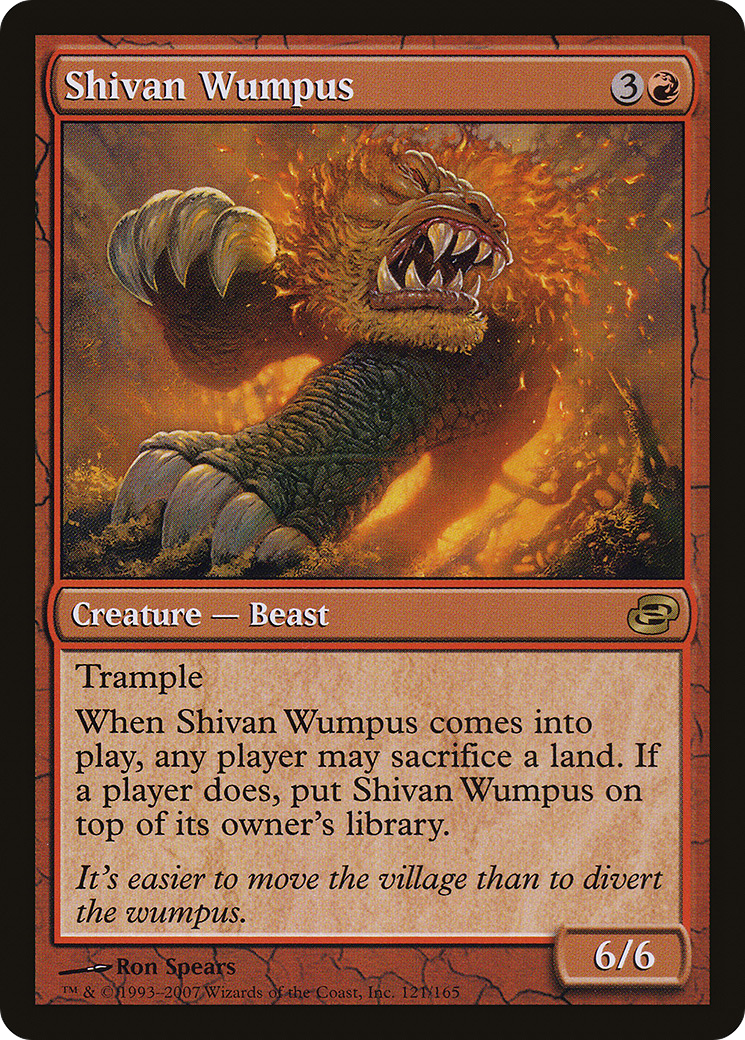 Shivan Wumpus 3
Creature — Beast
Trample
When Shivan Wumpus comes into
play, any player may sacrifice a land. If
a player does, put Shivan Wumpus on
top of its owner's library.
It's easier to move the village than to divert
the wumpus.
6/6
Ron Spears
™ & © 1993–2007 Wizards of the Coast, Inc. 121/165